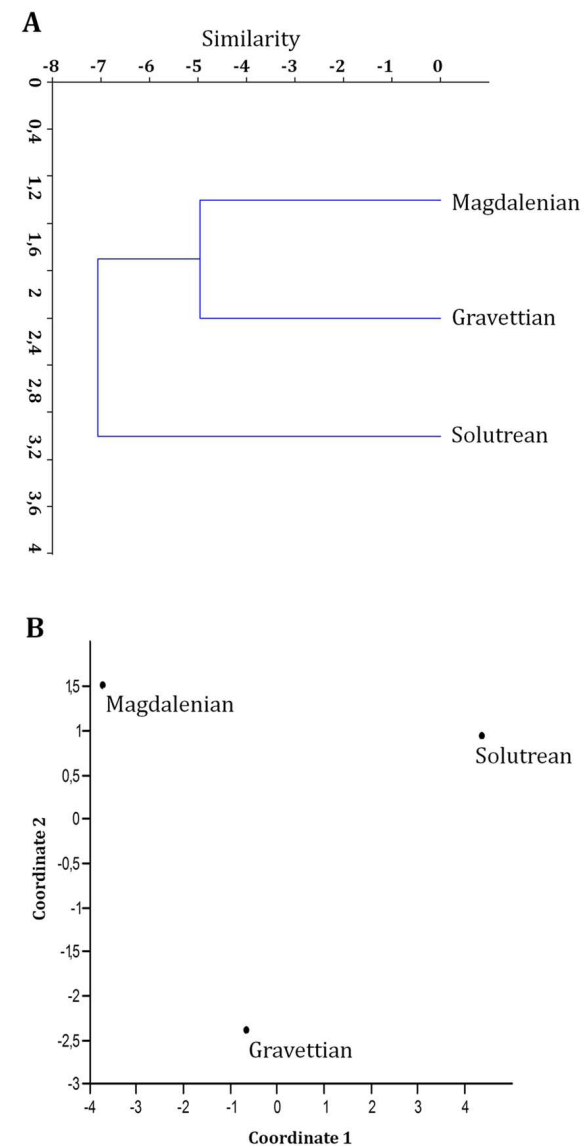 A
Similarity
-8 -7 -6 -5 -4 -3 -2 -1 0
0
0,4
1,2
1,6
2
2,4
2,8
3,2
3,6
4
Magdalenian
Gravettian
Solutrean
B
1,5
1
0,5
0
-0,5
-1
-1,5
-2
-2,5
-3
Coordinate 2
Magdalenian
Solutrean
Gravettian
-4 -3 -2 -1 0 1 2 3 4
Coordinate 1